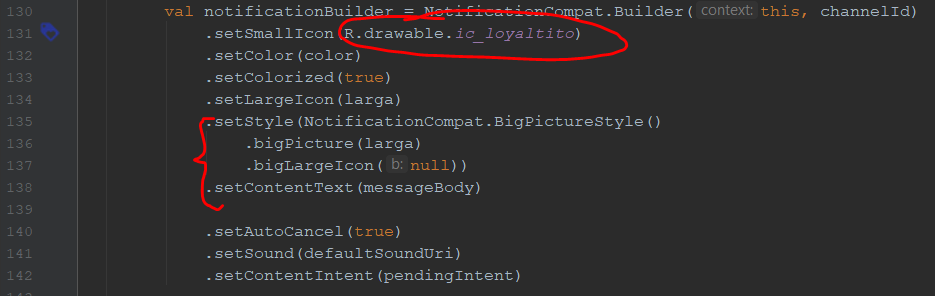 130 val notificationBuilder = NotificationCompat.Builder( context: this, channelId)
131 .setSmallIcon(R.drawable.ic_loyaltito)
132 .setColor(color)
133 .setColorized(true)
134 .setLargeIcon(larga)
135 .setStyle(NotificationCompat.BigPictureStyle()
136 .bigPicture(larga)
137 .bigLargeIcon( b: null))
138 .setContentText(messageBody)
139
140 .setAutoCancel(true)
141 .setSound(defaultSoundUri)
142 .setContentIntent(pendingIntent)